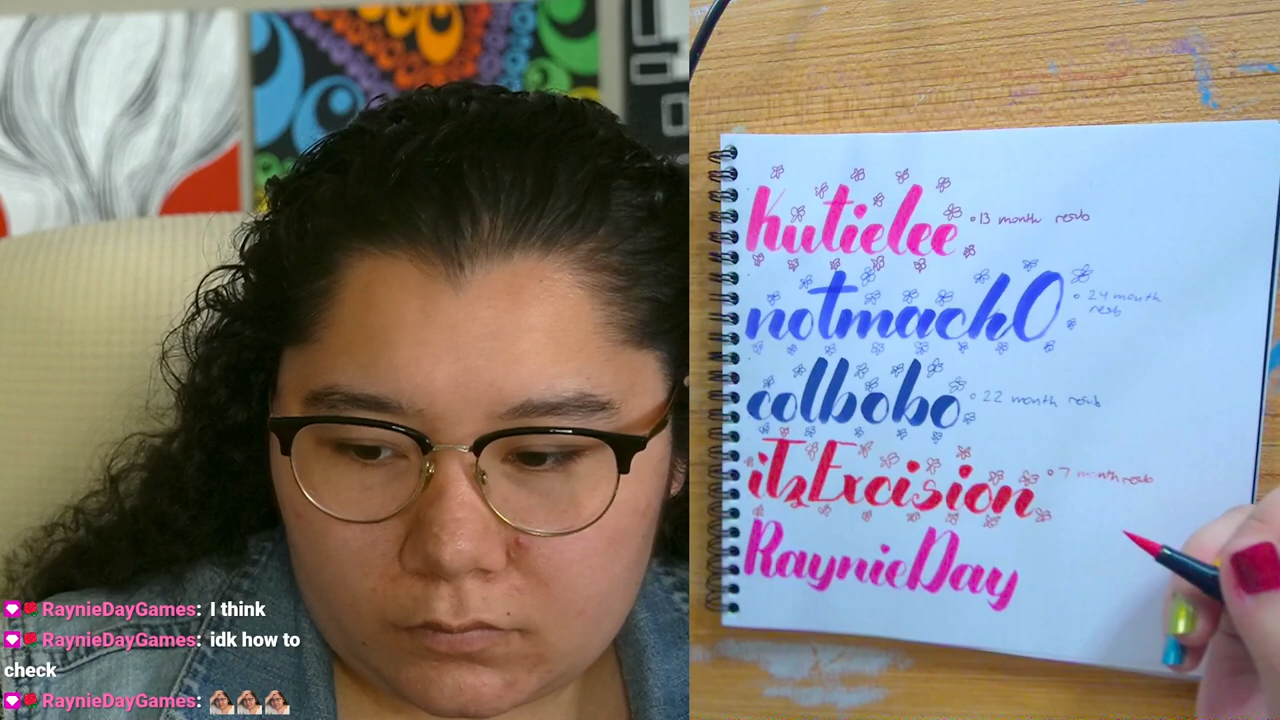 RaynieDayGames: I think
RaynieDayGames: idk how to
check
RaynieDayGames:
kutielee
13 month resub
notmach0
24 month
resub
colbobo
22 month resub
itzExcision
7 month resub
RaynieDay